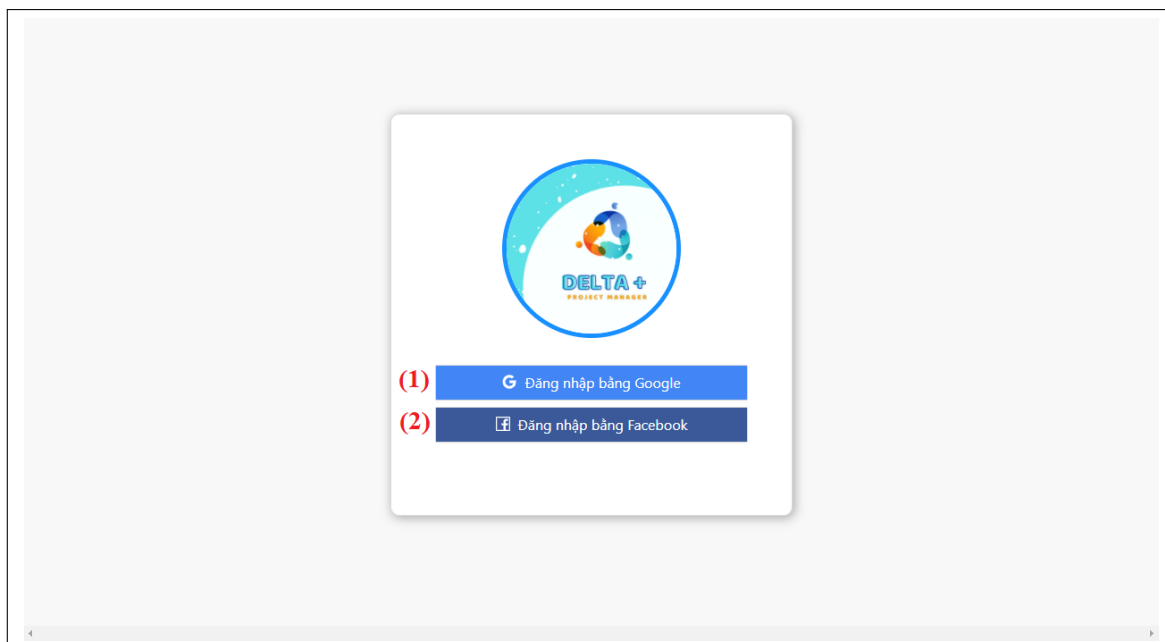 DELTA +
PROJECT MANAGER
(1) Đăng nhập bằng Google
(2) Đăng nhập bằng Facebook